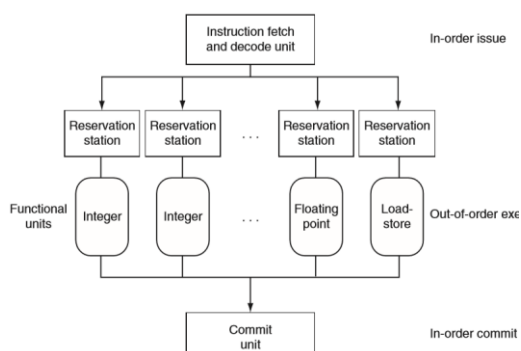 Instruction fetch
and decode unit
In-order issue
Reservation
station
Reservation
station
. . .
Reservation
station
Reservation
station
Functional
units
Integer
Integer
. . .
Floating
point
Load-
store
Out-of-order exe
Commit
unit
In-order commit